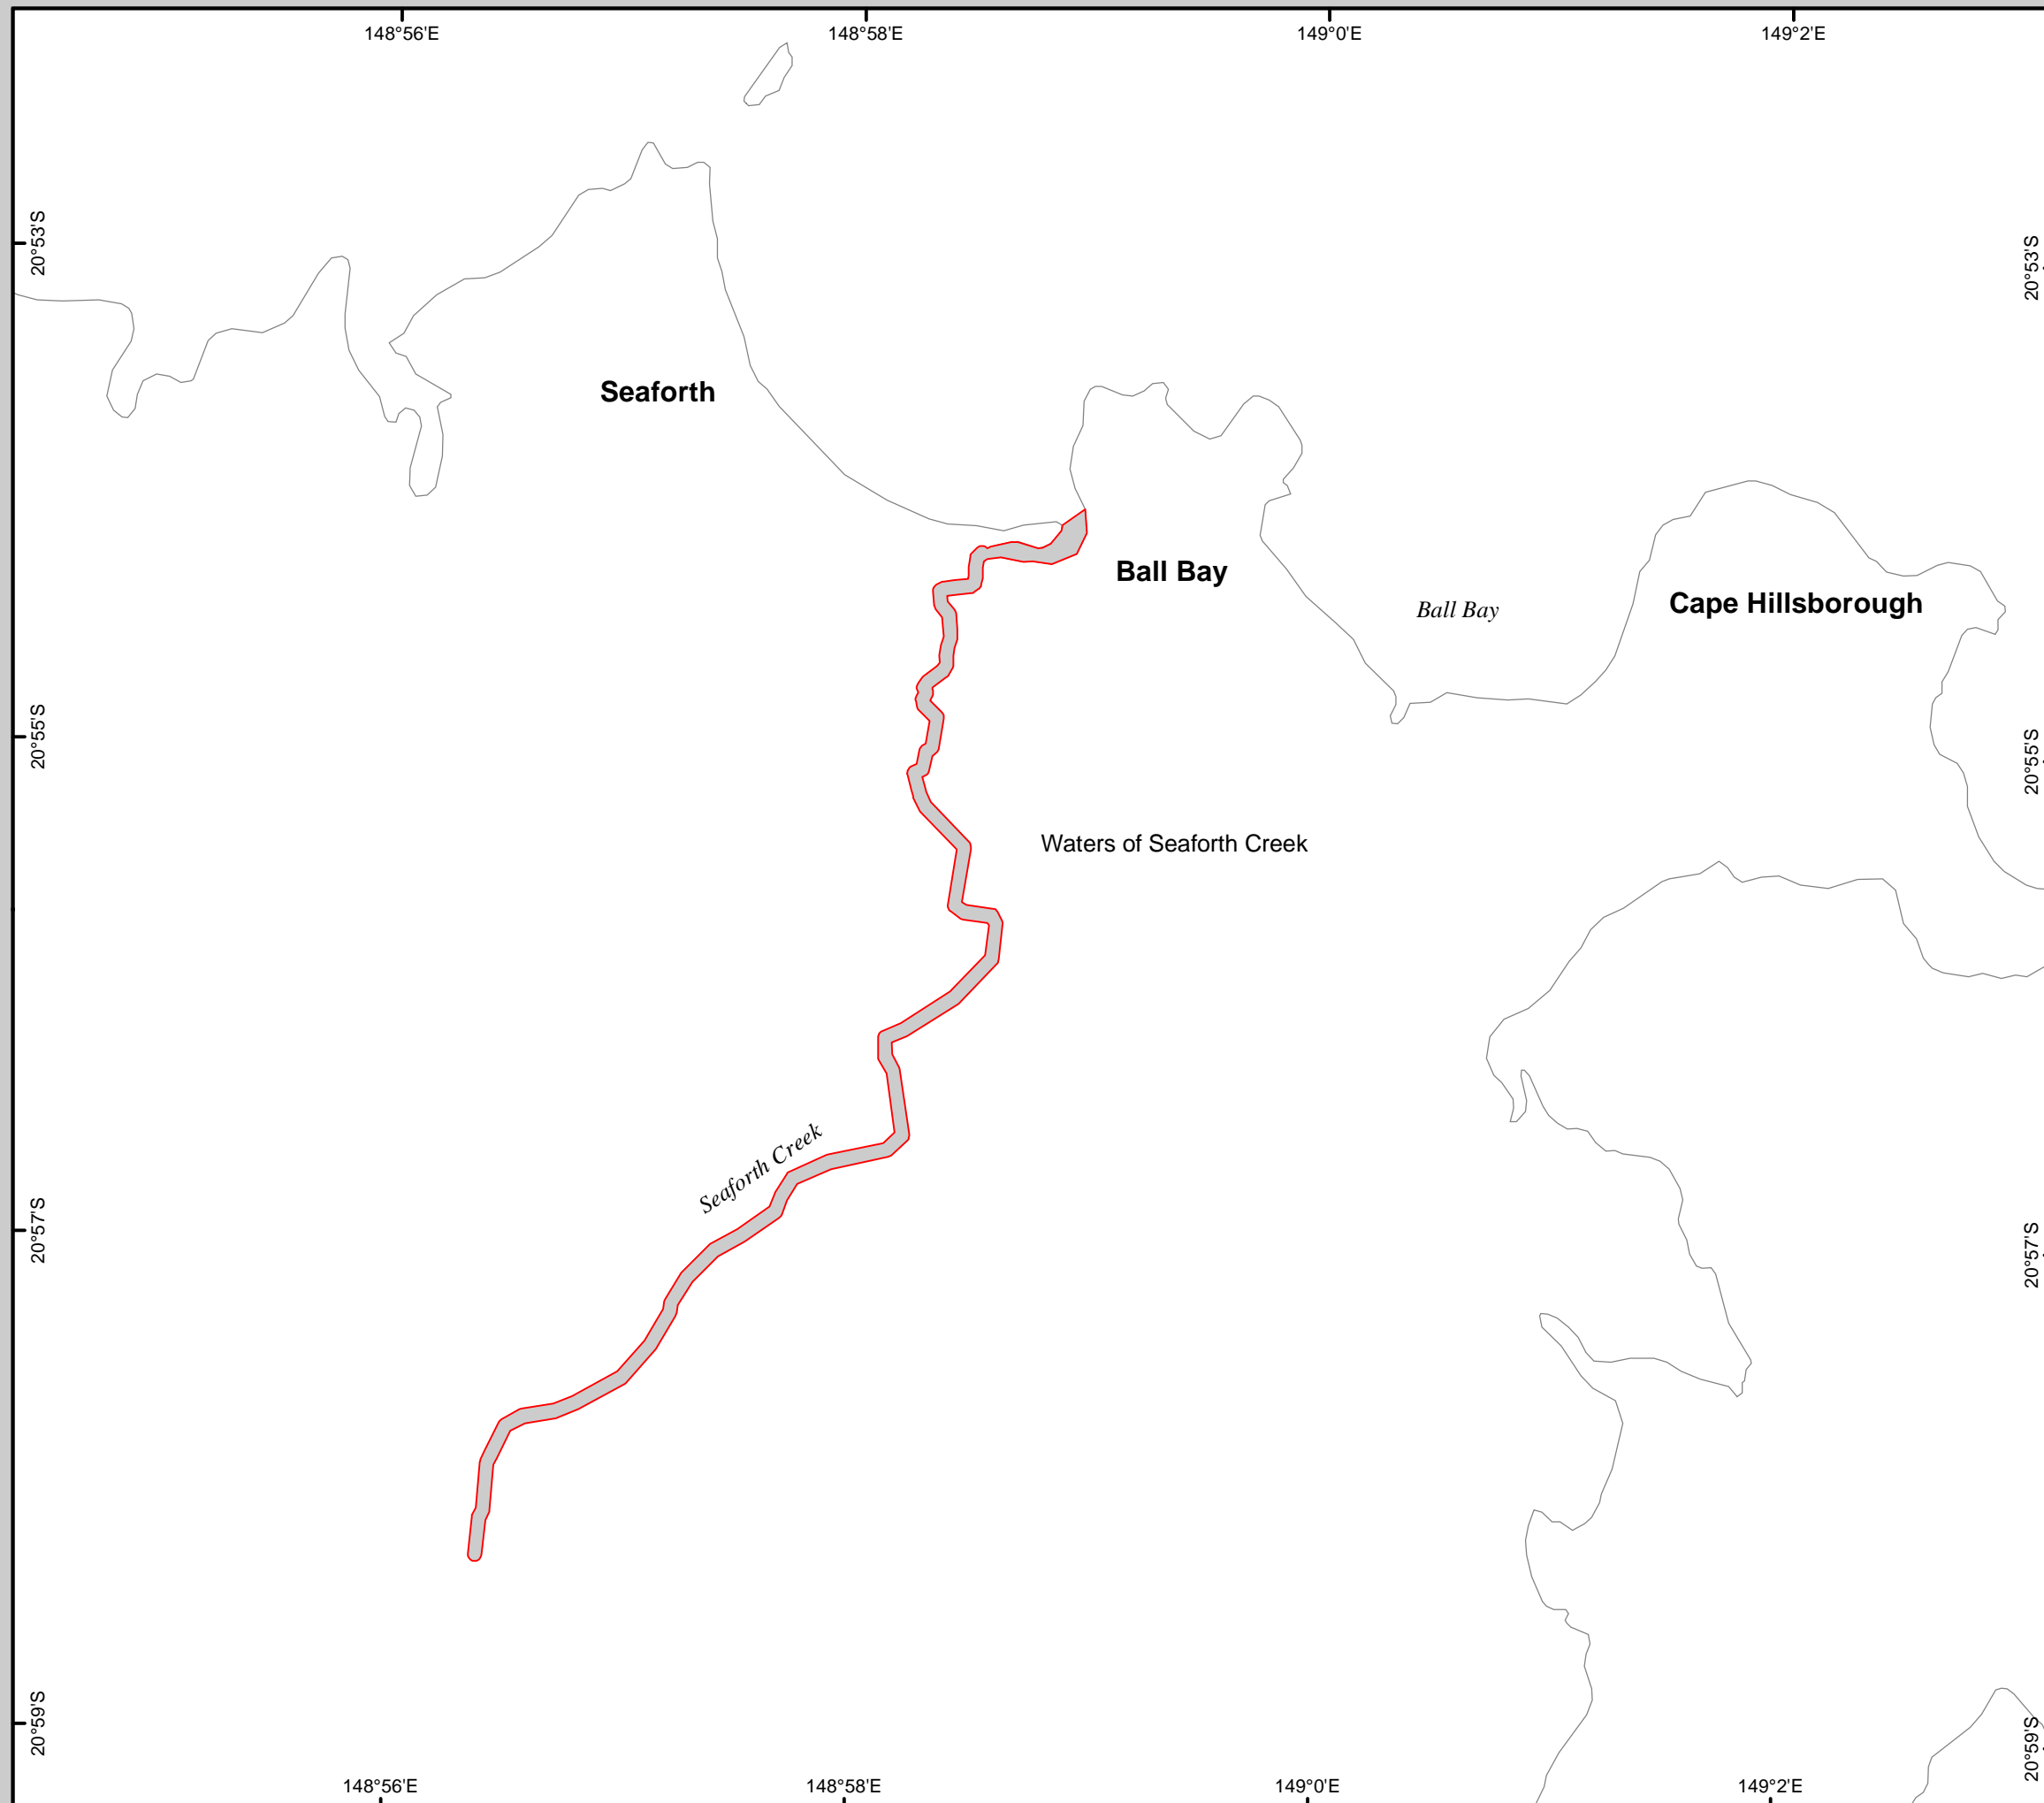 148°56'E
148°58'E
149°0'E
149°2'E
20°53'S
20°53'S
Seaforth
Ball Bay
Ball Bay
Cape Hillsborough
20°55'S
20°55'S
Waters of Seaforth Creek
Seaforth Creek
20°57'S
20°57'S
20°59'S
20°59'S
148°56'E
148°58'E
149°0'E
149°2'E